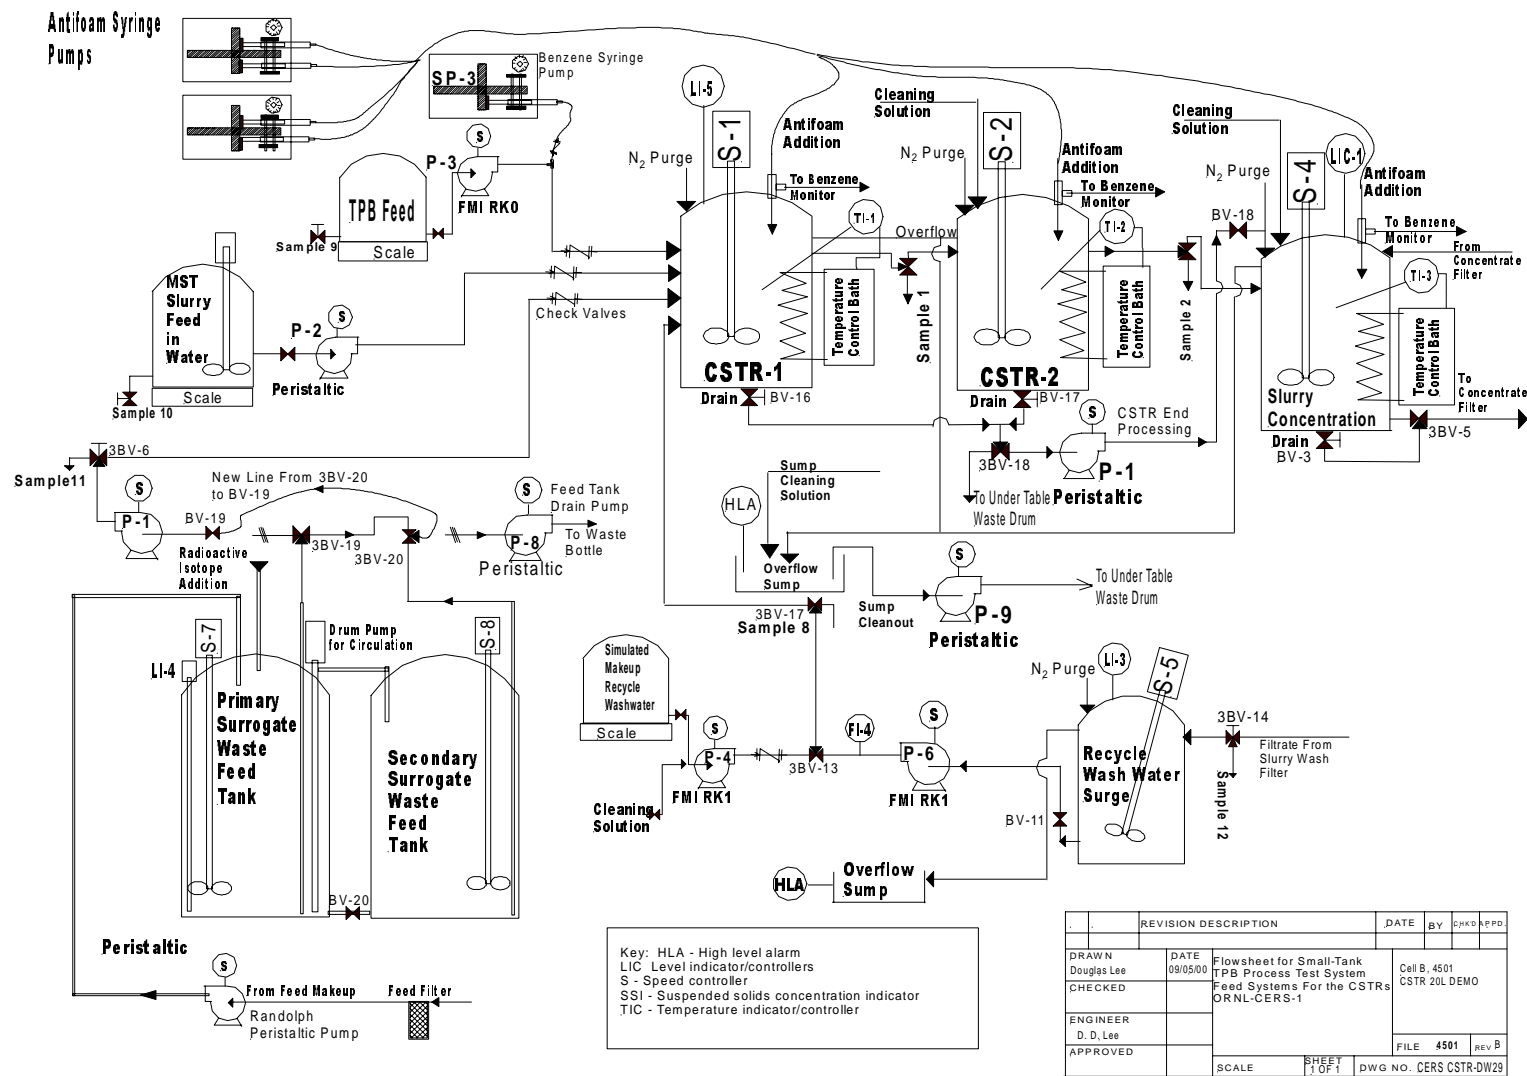 Antifoam Syringe
Pumps
SP-3
Benzene Syringe
Pump
S
P-3
FMI RK0
TPB Feed
Scale
Sample 9
MST
Slurry
Feed
in
Water
Scale
Sample 10
P-2
S
Peristaltic
Check Valves
LI-5
S-1
N2 Purge
Antifoam
Addition
To Benzene
Monitor
TI-1
Temperature
Control Bath
CSTR-1
Drain
BV-16
Overflow
Sample 1
Cleaning
Solution
S-2
N2 Purge
Antifoam
Addition
To Benzene
Monitor
TI-2
Temperature
Control Bath
CSTR-2
Drain
BV-17
Sample 2
Cleaning
Solution
S-4
LIC-1
N2 Purge
BV-18
Antifoam
Addition
To Benzene
Monitor
From
Concentrate
Filter
TI-3
Temperature
Control Bath
Slurry
Concentration
To
Concentrate
Filter
Drain
BV-3
3BV-5
S
CSTR End
Processing
P-1
Peristaltic
3BV-18
To Under Table
Waste Drum
3BV-6
Sample11
S
P-1
BV-19
New Line From 3BV-20
to BV-19
3BV-19
3BV-20
S
Feed Tank
Drain Pump
P-8
To Waste
Bottle
Peristaltic
Radioactive
Isotope
Addition
Sump
Cleaning
Solution
HLA
Overflow
Sump
S
P-9
Peristaltic
To Under Table
Waste Drum
Sump
Cleanout
3BV-17
Sample 8
Drum Pump
for Circulation
S-7
S-8
LI-4
Primary
Surrogate
Waste
Feed
Tank
Secondary
Surrogate
Waste
Feed
Tank
BV-20
Simulated
Makeup
Recycle
Washwater
Scale
S
P-4
FMI RK1
Cleaning
Solution
3BV-13
FI-4
S
P-6
FMI RK1
N2 Purge
LI-3
S-5
Recycle
Wash Water
Surge
BV-11
3BV-14
Filtrate From
Slurry Wash
Filter
Sample 12
HLA
Overflow
Sump
Peristaltic
S
From Feed Makeup
Feed Filter
Randolph
Peristaltic Pump
Key: HLA - High level alarm
LIC Level indicator/controllers
S - Speed controller
SSI - Suspended solids concentration indicator
TIC - Temperature indicator/controller
REVISION DESCRIPTION
DATE
BY
CHK'D
APPD.
DRAWN
Douglas Lee
DATE
09/05/00
CHECKED
ENGINEER
D. D, Lee
APPROVED
Flowsheet for Small-Tank
TPB Process Test System
Feed Systems For the CSTRs
ORNL-CERS-1
Cell B, 4501
CSTR 20L DEMO
FILE 4501
REV B
SCALE
SHEET
1 OF 1
DWG NO. CERS CSTR-DW29